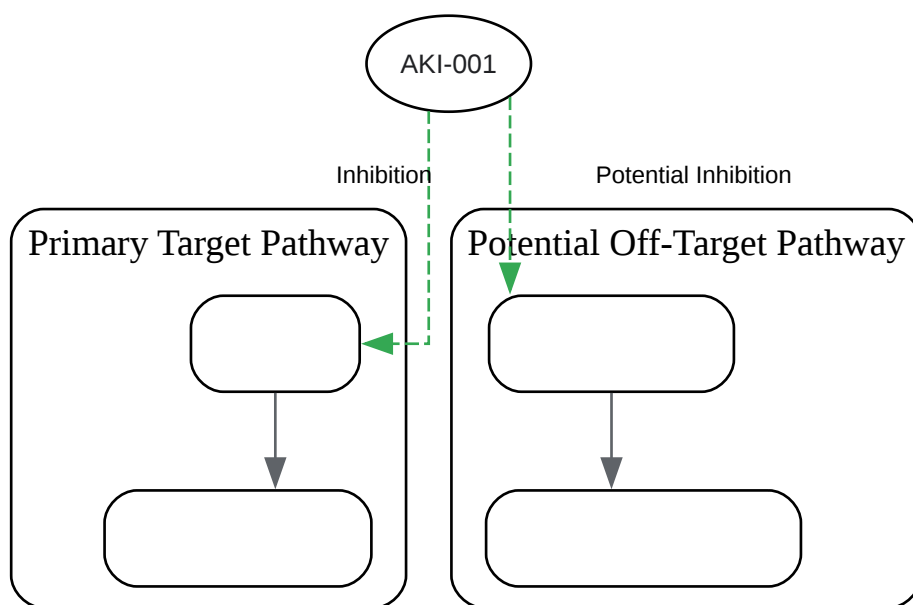 AKI-001
Inhibition
Potential Inhibition
Primary Target Pathway
Potential Off-Target Pathway